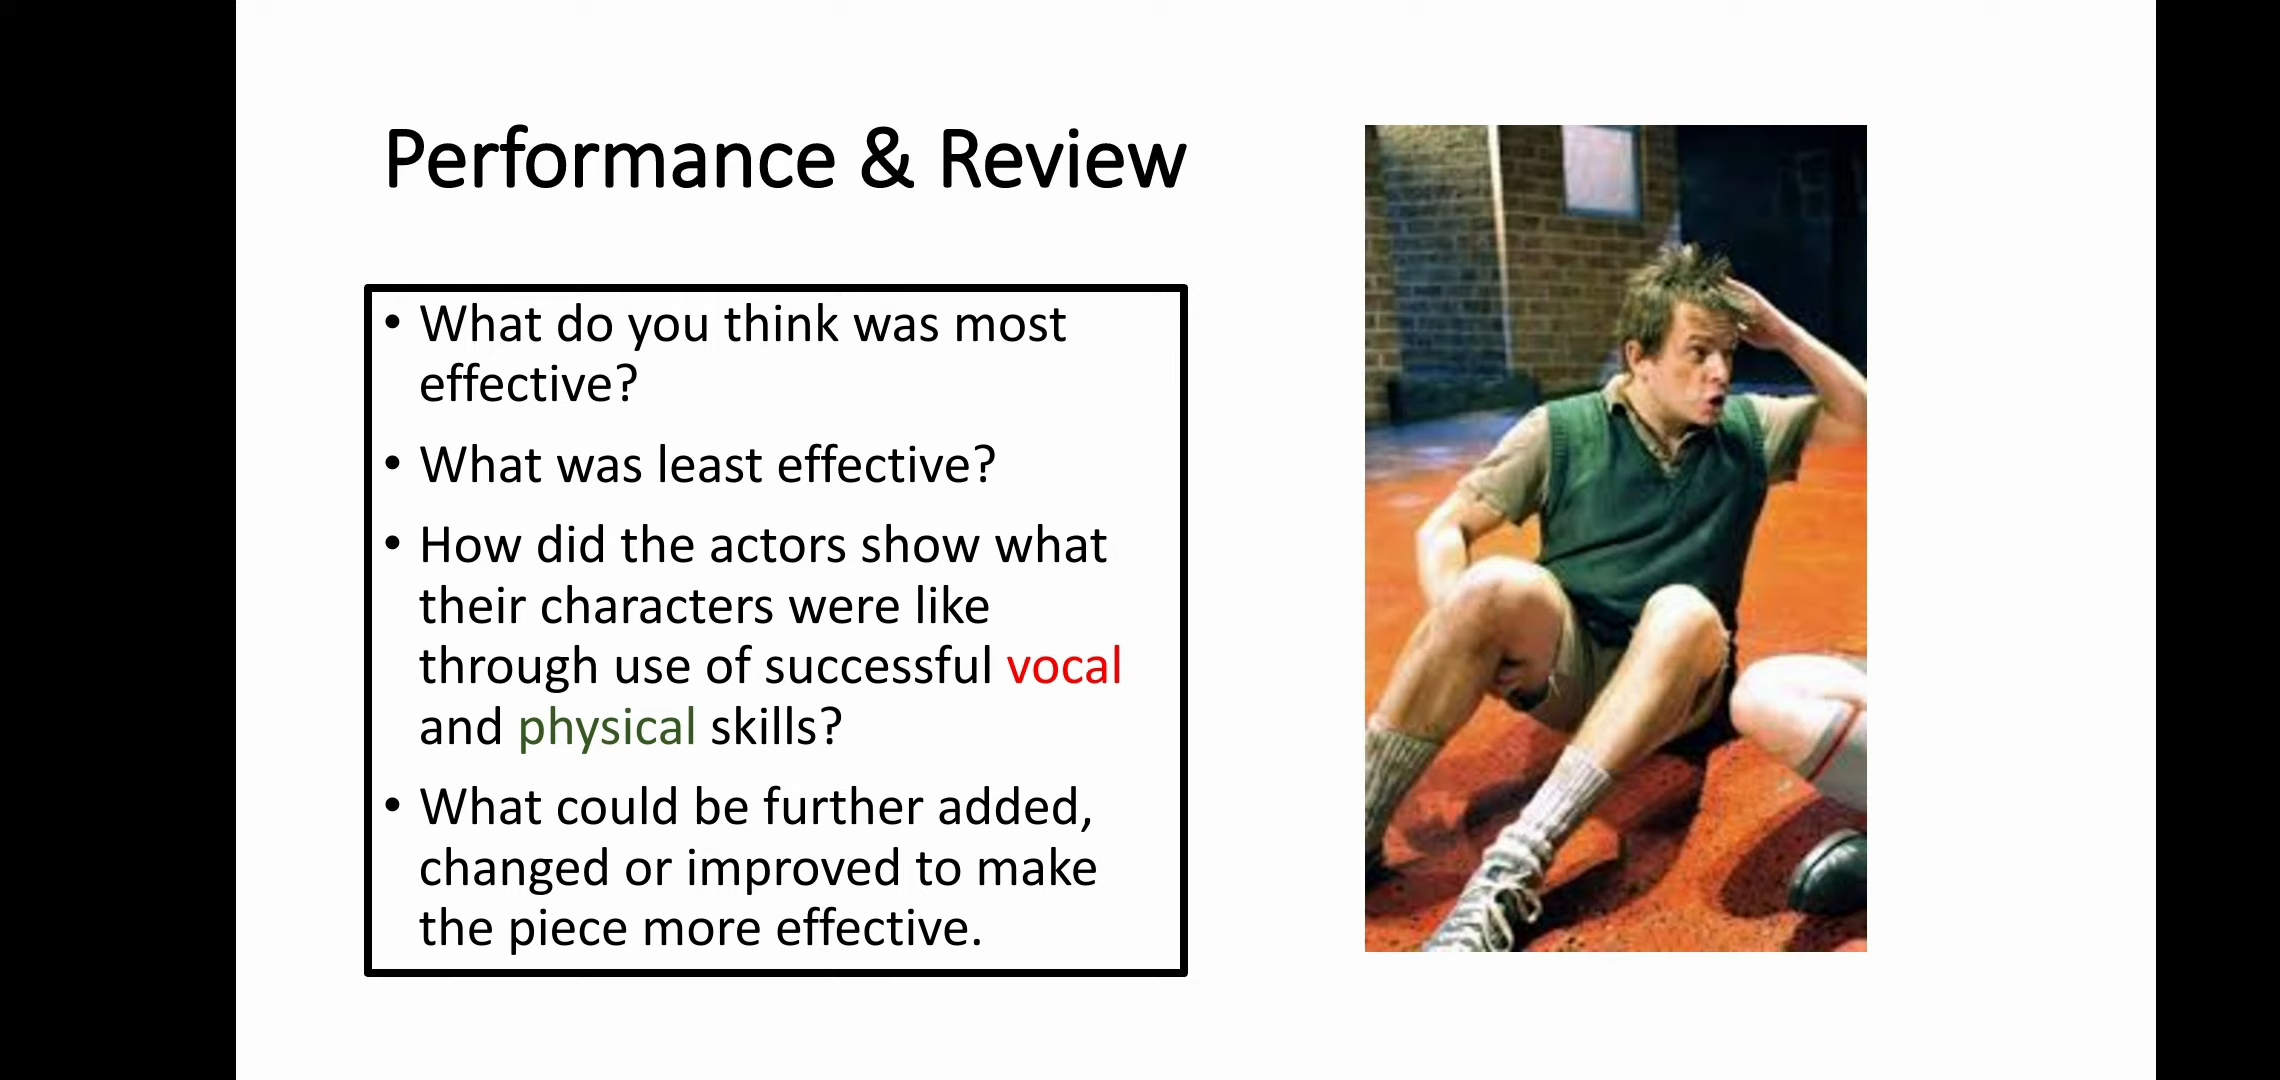 Performance & Review
• What do you think was most
effective?
• What was least effective?
• How did the actors show what
their characters were like
through use of successful vocal
and physical skills?
• What could be further added,
changed or improved to make
the piece more effective.